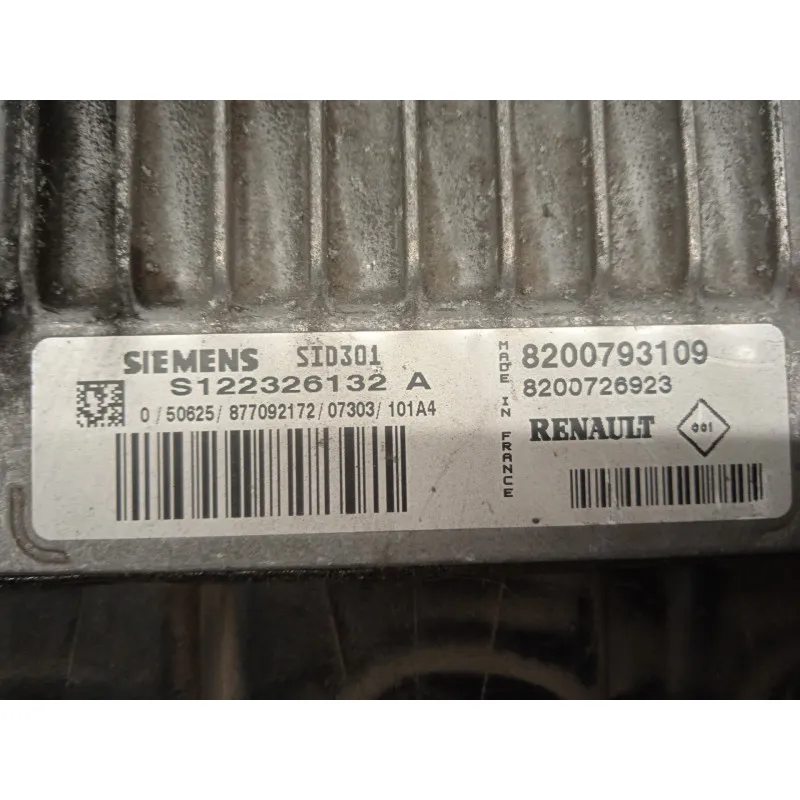 SIEMENS SID301
S122326132 A
0/50625/877092172/07303/101A4
MADE IN FRANCE
8200793109
8200726923
RENAULT 001